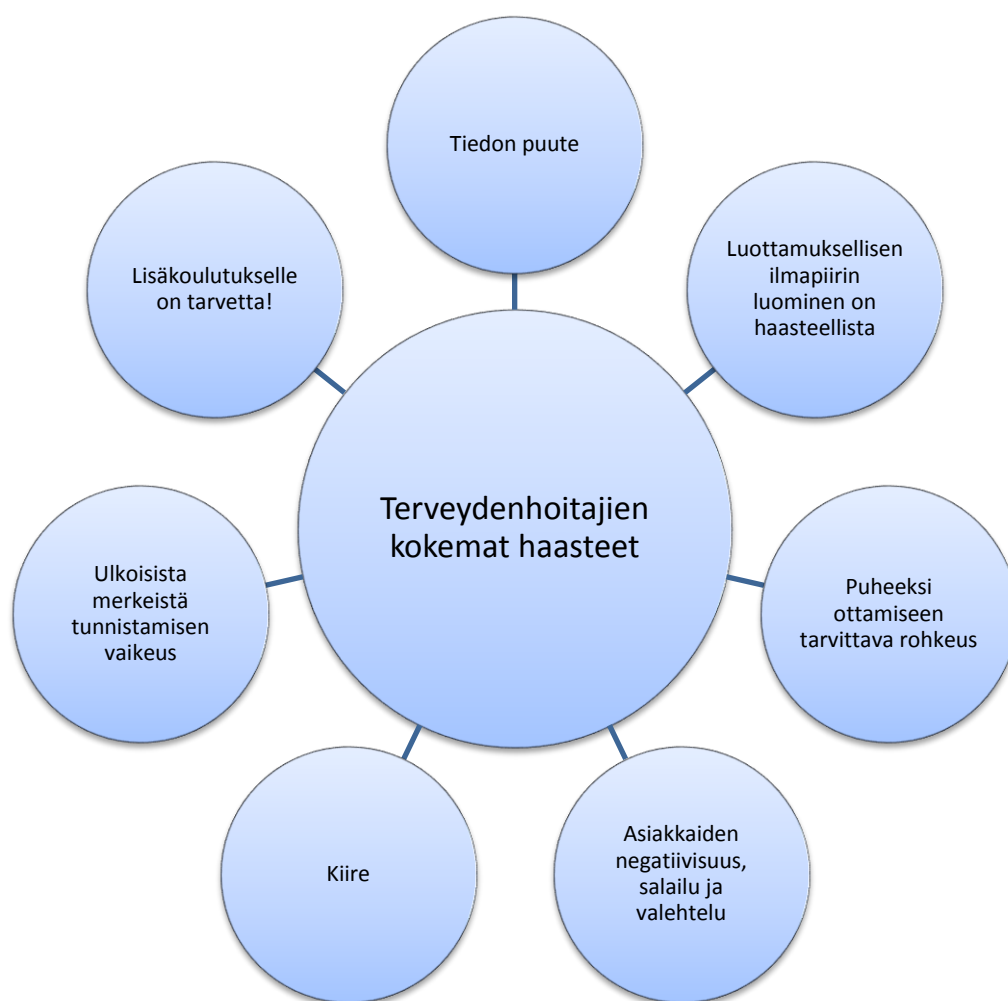 Tiedon puute
Luottamuksellisen
ilmapiirin
luominen on
haasteellista
Puheeksi
ottamiseen
tarvittava rohkeus
Asiakkaiden
negatiivisuus,
salailu ja
valehtelu
Kiire
Ulkoisista
merkeistä
tunnistamisen
vaikeus
Lisäkoulutukselle
on tarvetta!
Terveydenhoitajien
kokemat haasteet